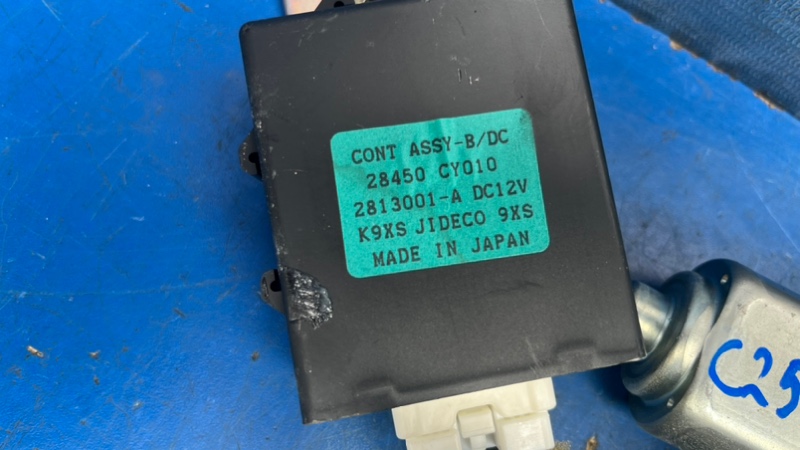 CONT ASSY-B/DC
28450 CY010
2813001-A DC12V
K9XS JIDECO 9XS
MADE IN JAPAN
C25